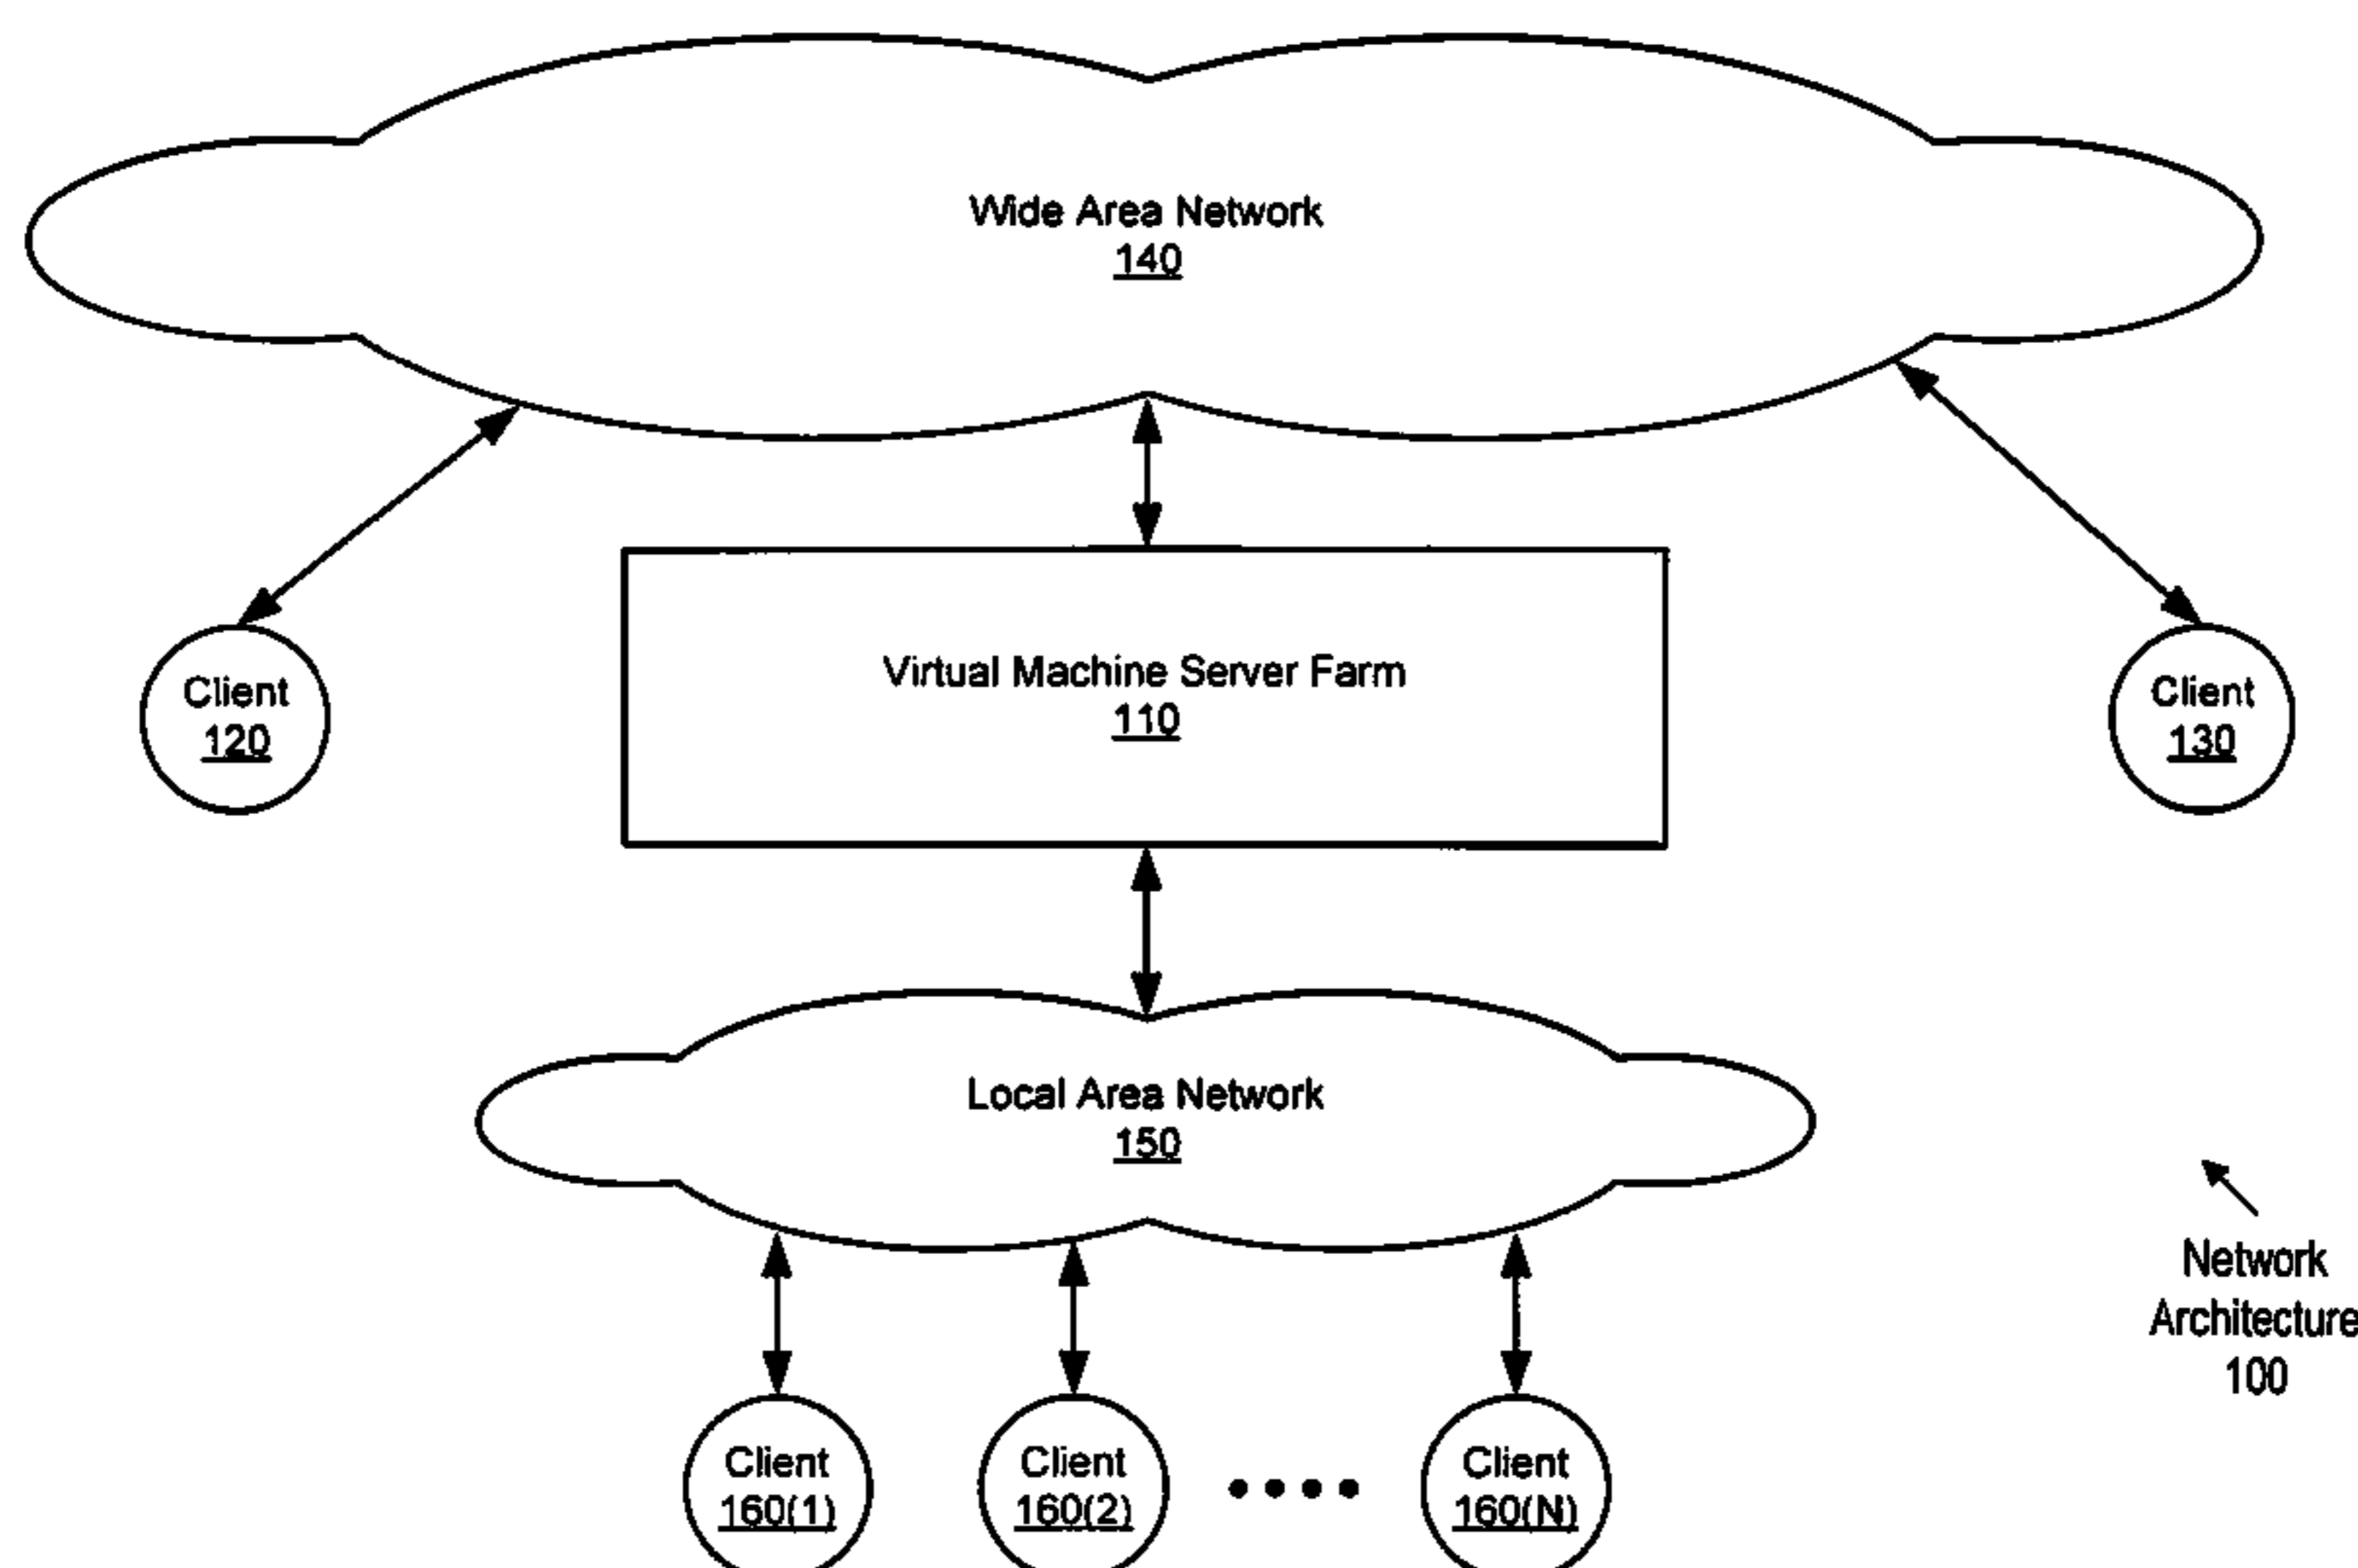 Wide Area Network
140
Virtual Machine Server Farm
110
Client
120
Client
130
Local Area Network
150
Network
Architecture
100
Client
160(1)
Client
160(2)
Client
160(N)